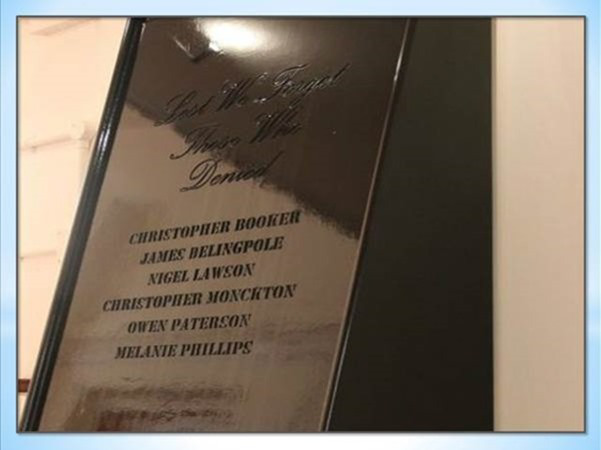 Lest We Forget
Those Who
Denied
CHRISTOPHER BOOKER
JAMES DELINGPOLE
NIGEL LAWSON
CHRISTOPHER MONCKTON
OWEN PATERSON
MELANIE PHILLIPS